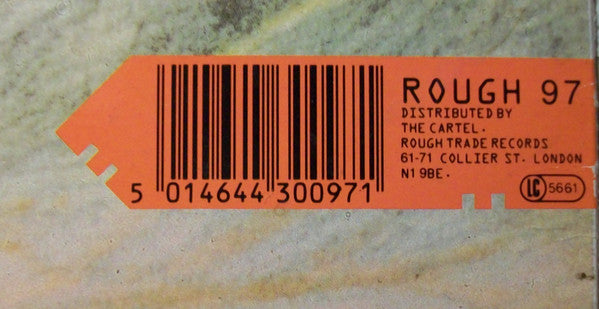 5 014644 300971
ROUGH 97
DISTRIBUTED BY
THE CARTEL.
ROUGH TRADE RECORDS
61-71 COLLIER ST. LONDON
N1 9BE.
LC 5661